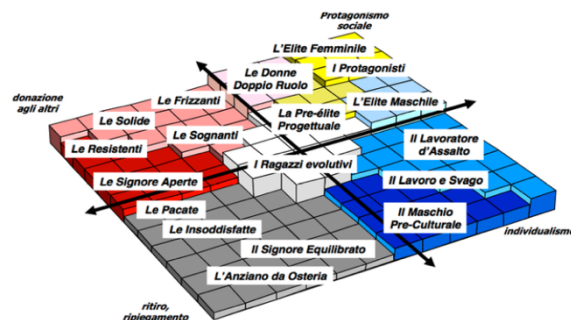 Protagonismo
sociale
L'Elite Femminile
I Protagonisti
Le Donne
Doppio Ruolo
donazione
agli altri
Le Frizzanti
La Pre-élite
Progettuale
L'Elite Maschile
Le Solide
Le Sognanti
Le Resistenti
I Ragazzi evolutivi
Il Lavoratore
d'Assalto
Le Signore Aperte
Il Lavoro e Svago
Le Pacate
Il Maschio
Pre-Culturale
Le Insoddisfatte
individualismo
Il Signore Equilibrato
L'Anziano da Osteria
ritiro,
ripiegamento